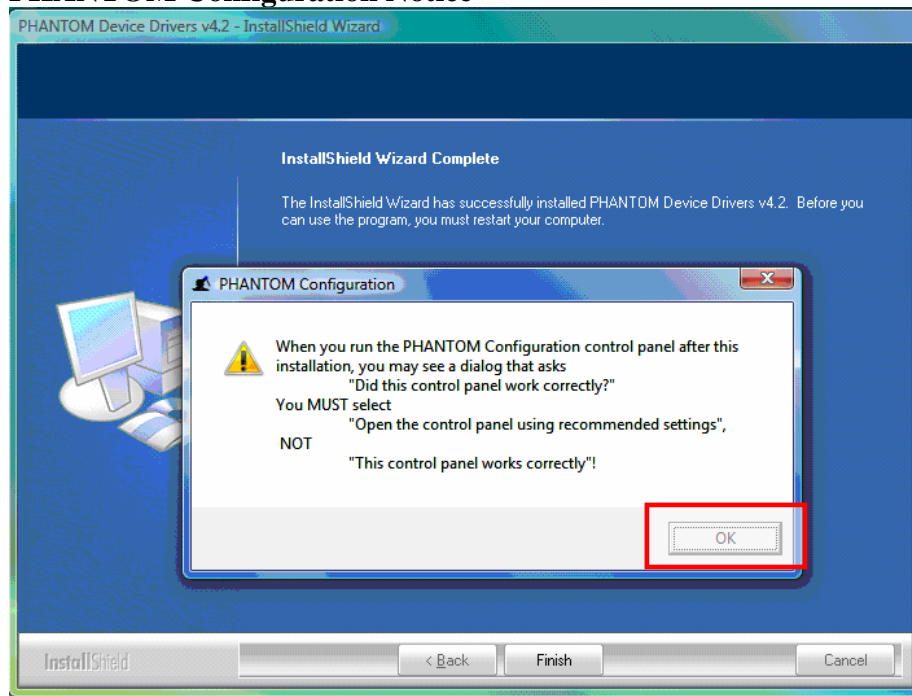 PHANTOM Configuration Notice
PHANTOM Device Drivers v4.2 - InstallShield Wizard
InstallShield Wizard Complete
The InstallShield Wizard has successfully installed PHANTOM Device Drivers v4.2.  Before you
can use the program, you must restart your computer.
PHANTOM Configuration
When you run the PHANTOM Configuration control panel after this
installation, you may see a dialog that asks
"Did this control panel work correctly?"
You MUST select
"Open the control panel using recommended settings",
NOT
"This control panel works correctly"!
OK
InstallShield
< Back
Finish
Cancel